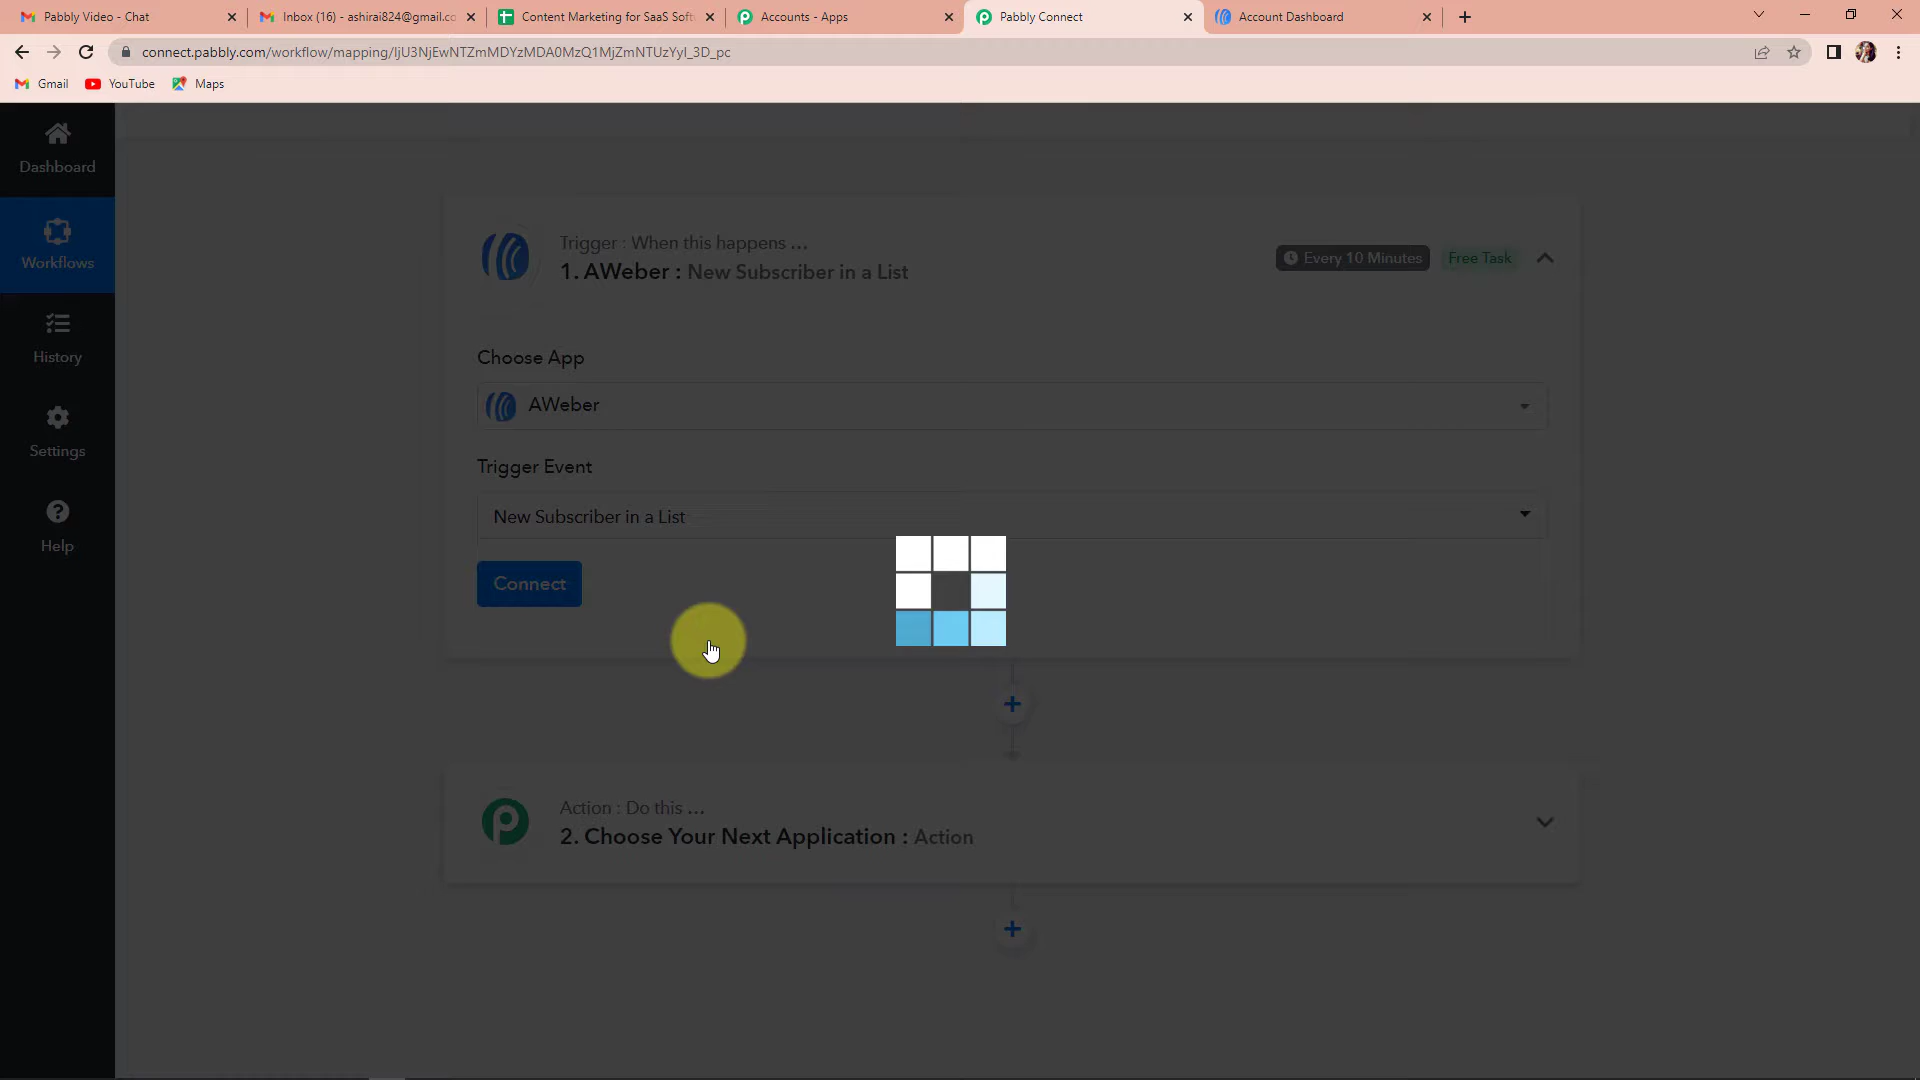 Pabbly Video - Chat
Inbox (16) - ashirai824@gmail.co
Content Marketing for SaaS Soft
Accounts - Apps
Pabbly Connect
Account Dashboard
connect.pabbly.com/workflow/mapping/IjU3NjEwNTZmMDYzMDA0MzQ1MjZmNTUzYyI_3D_pc
Gmail
YouTube
Maps
Dashboard
Workflows
History
Settings
Help
Trigger : When this happens ...
1. AWeber : New Subscriber in a List
Every 10 Minutes
Free Task
Choose App
AWeber
Trigger Event
New Subscriber in a List
Connect
Action : Do this ...
2. Choose Your Next Application : Action